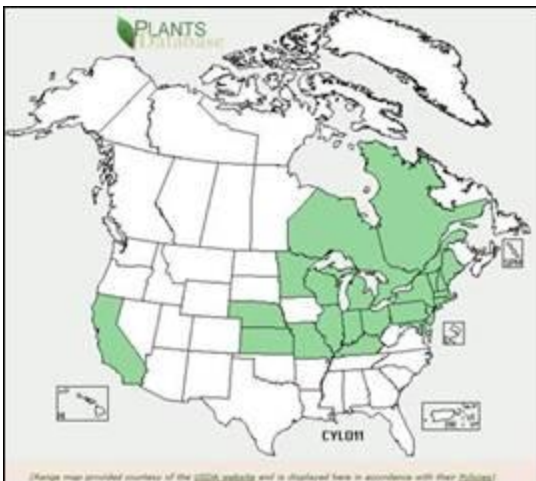 PLANTS
Database
CYLO11
(Range map provided courtesy of the USDA website and is displayed here in accordance with their Policies)